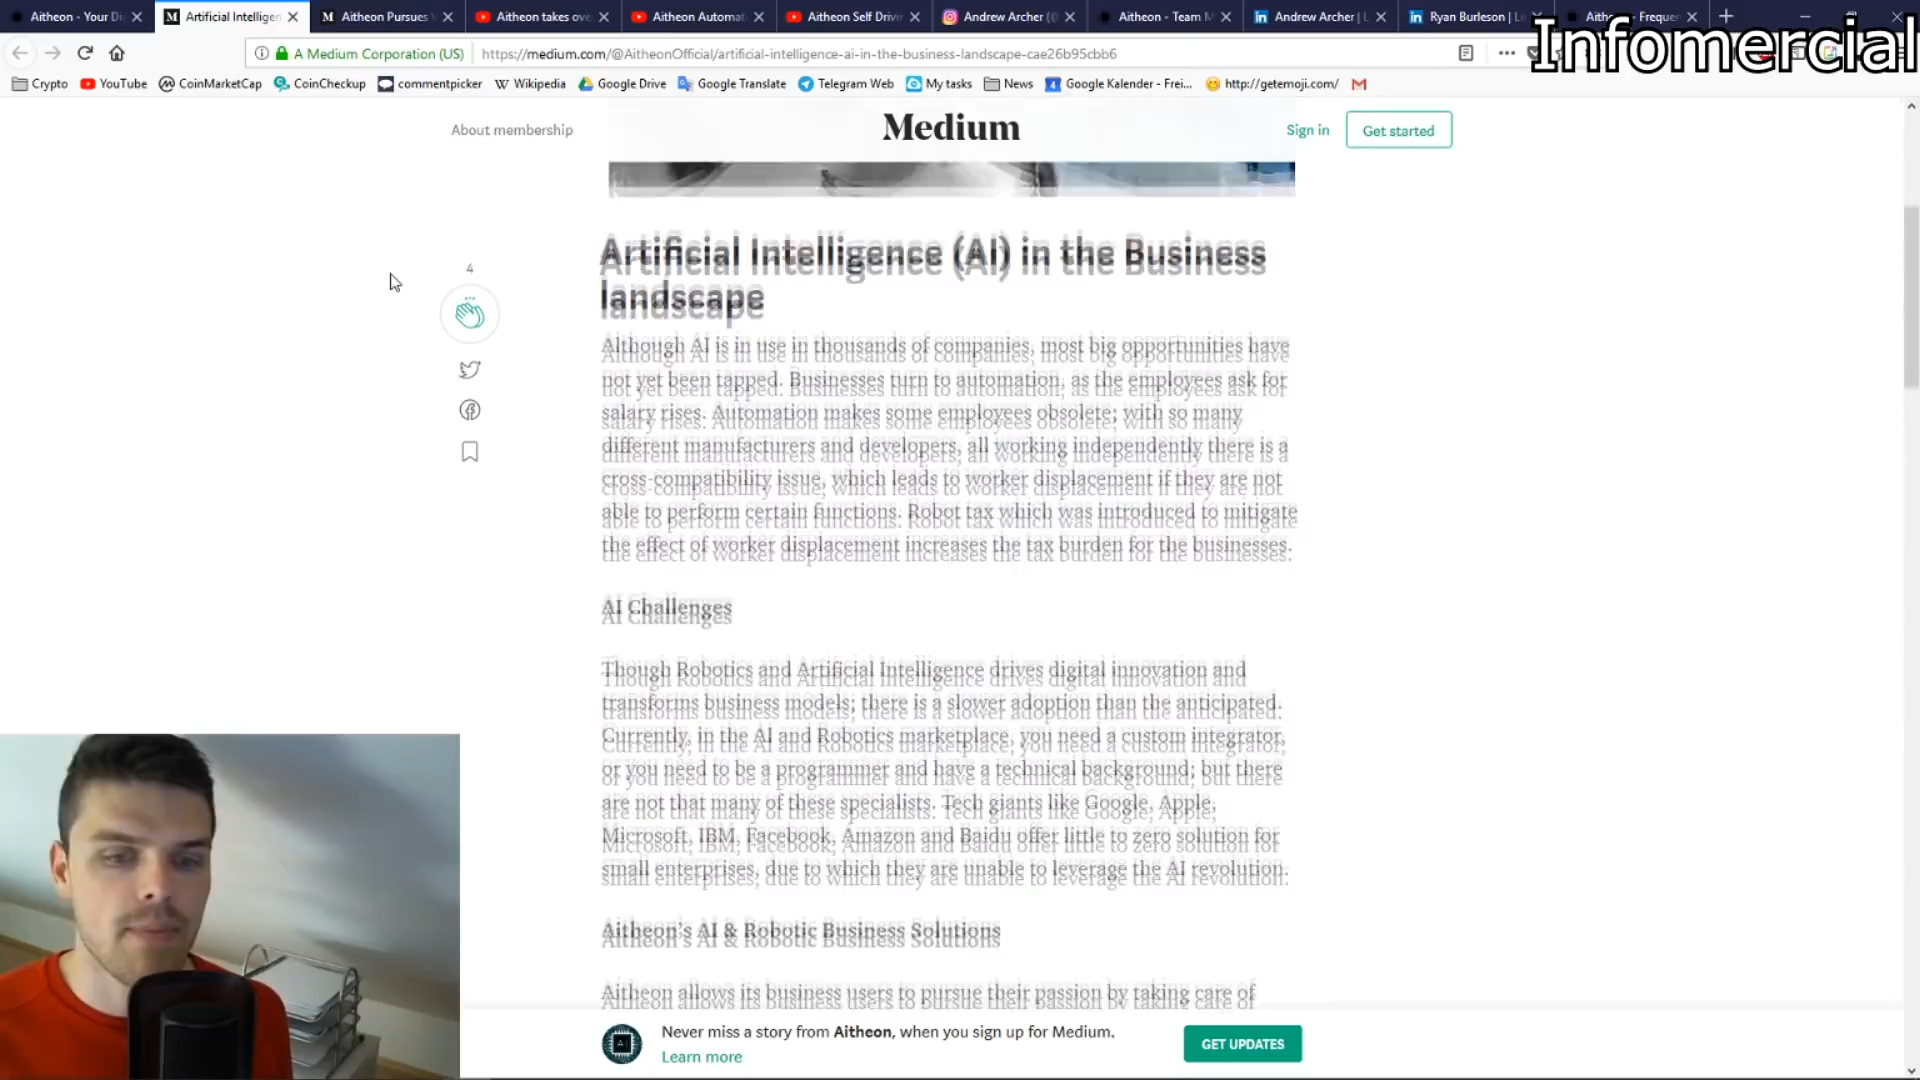 Aitheon - Your Di
Artificial Intelligen
Aitheon Pursues
Aitheon takes ove
Aitheon Automat
Aitheon Self Drivi
Andrew Archer (
Aitheon - Team M
Andrew Archer | L
Ryan Burleson | Li
Frequen
Infomercial
A Medium Corporation (US)
https://medium.com/@AitheonOfficial/artificial-intelligence-ai-in-the-business-landscape-cae26b95cbb6
Crypto
YouTube
CoinMarketCap
CoinCheckup
commentpicker
Wikipedia
Google Drive
Google Translate
Telegram Web
My tasks
News
Google Kalender - Frei...
http://getemoji.com/
About membership
Medium
Sign in
Get started
4
Artificial Intelligence (AI) in the Business
landscape
Although AI is in use in thousands of companies, most big opportunities have
not yet been tapped. Businesses turn to automation, as the employees ask for
salary rises. Automation makes some employees obsolete; with so many
different manufacturers and developers, all working independently there is a
cross-compatibility issue, which leads to worker displacement if they are not
able to perform certain functions. Robot tax which was introduced to mitigate
the effect of worker displacement increases the tax burden for the businesses.
AI Challenges
Though Robotics and Artificial Intelligence drives digital innovation and
transforms business models; there is a slower adoption than the anticipated.
Currently, in the AI and Robotics marketplace, you need a custom integrator,
or you need to be a programmer and have a technical background; but there
are not that many of these specialists. Tech giants like Google, Apple,
Microsoft, IBM, Facebook, Amazon and Baidu offer little to zero solution for
small enterprises, due to which they are unable to leverage the AI revolution.
Aitheon's AI & Robotic Business Solutions
Aitheon allows its business users to pursue their passion by taking care of
AI
Never miss a story from Aitheon, when you sign up for Medium.
Learn more
GET UPDATES